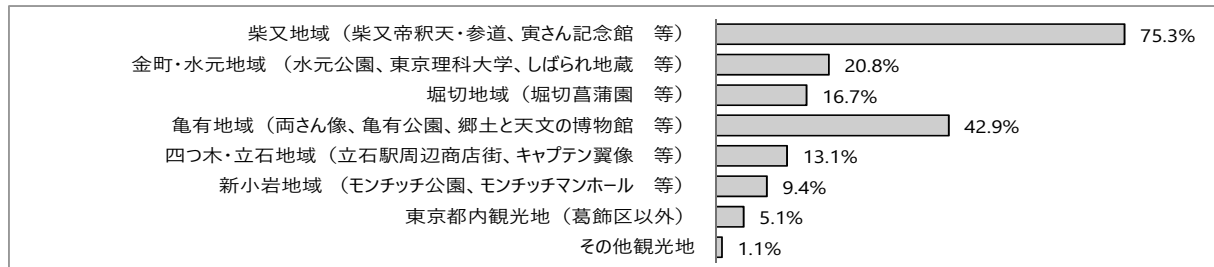 柴又地域（柴又帝釈天・参道、寅さん記念館　等） 75.3%
金町・水元地域　（水元公園、東京理科大学、しばられ地蔵　等） 20.8%
堀切地域（堀切菖蒲園　等） 16.7%
亀有地域（両さん像、亀有公園、郷土と天文の博物館　等） 42.9%
四つ木・立石地域（立石駅周辺商店街、キャプテン翼像　等） 13.1%
新小岩地域　（モンチッチ公園、モンチッチマンホール　等） 9.4%
東京都内観光地（葛飾区以外） 5.1%
その他観光地 1.1%